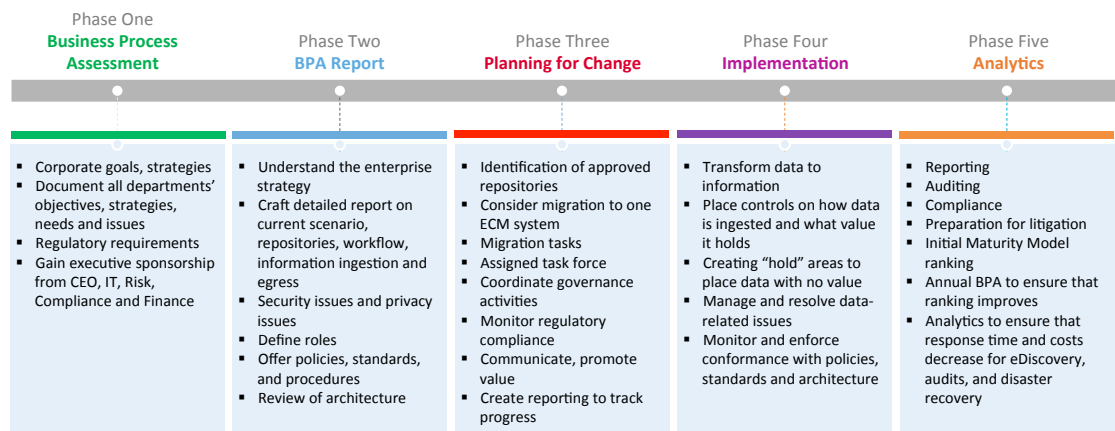 Phase One
Business Process
Assessment
Phase Two
BPA Report
Phase Three
Planning for Change
Phase Four
Implementation
Phase Five
Analytics
▪ Corporate goals, strategies
▪ Document all departments’
objectives, strategies,
needs and issues
▪ Regulatory requirements
▪ Gain executive sponsorship
from CEO, IT, Risk,
Compliance and Finance
▪ Understand the enterprise
strategy
▪ Craft detailed report on
current scenario,
repositories, workflow,
information ingestion and
egress
▪ Security issues and privacy
issues
▪ Define roles
▪ Offer policies, standards,
and procedures
▪ Review of architecture
▪ Identification of approved
repositories
▪ Consider migration to one
ECM system
▪ Migration tasks
▪ Assigned task force
▪ Coordinate governance
activities
▪ Monitor regulatory
compliance
▪ Communicate, promote
value
▪ Create reporting to track
progress
▪ Transform data to
information
▪ Place controls on how data
is ingested and what value
it holds
▪ Creating “hold” areas to
place data with no value
▪ Manage and resolve data-
related issues
▪ Monitor and enforce
conformance with policies,
standards and architecture
▪ Reporting
▪ Auditing
▪ Compliance
▪ Preparation for litigation
▪ Initial Maturity Model
ranking
▪ Annual BPA to ensure that
ranking improves
▪ Analytics to ensure that
response time and costs
decrease for eDiscovery,
audits, and disaster
recovery